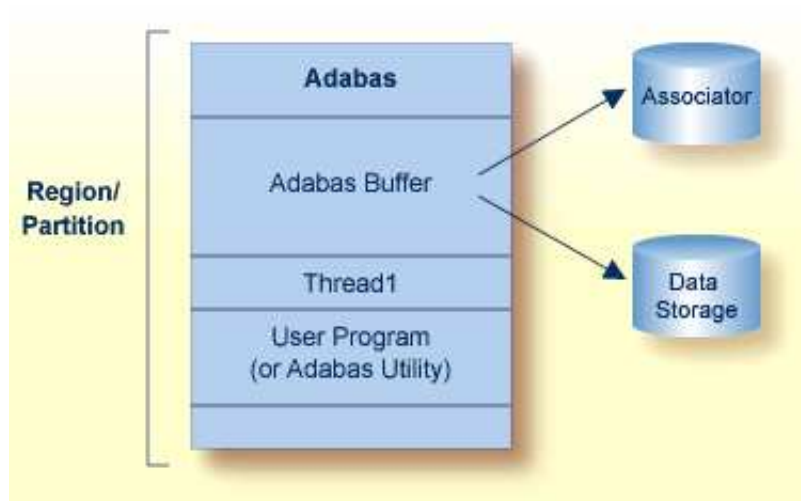 Region/
Partition
Adabas
Adabas Buffer
Thread1
User Program
(or Adabas Utility)
Associator
Data
Storage